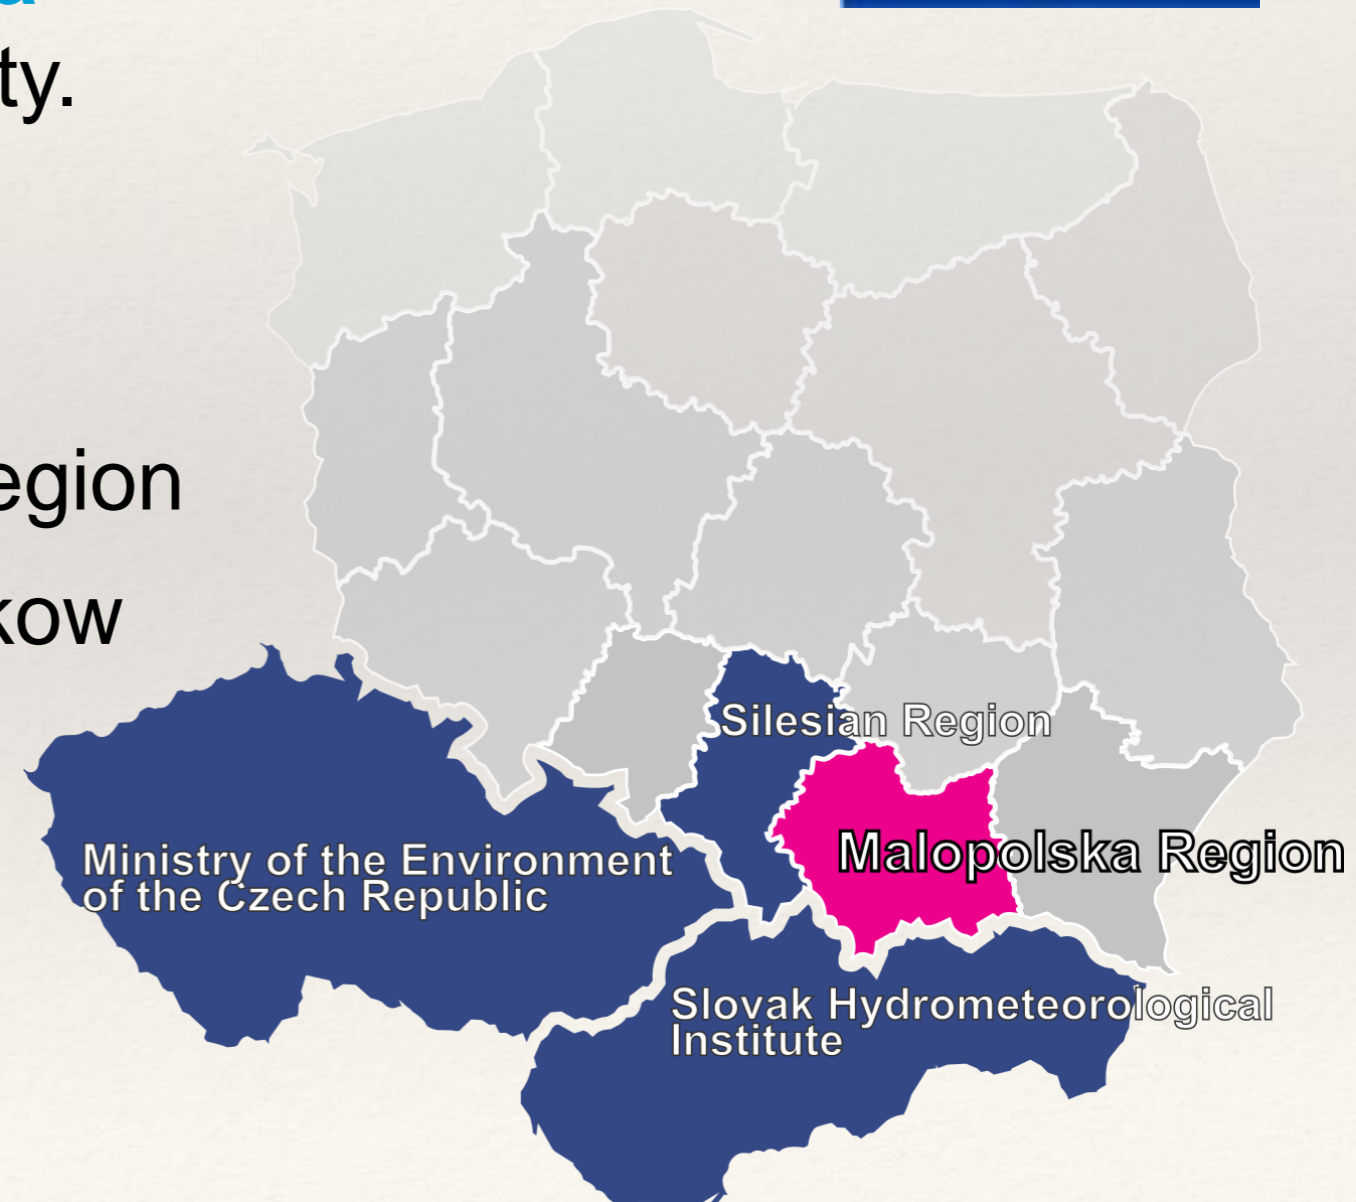 ty.
egion
kow
Silesian Region
Malopolska Region
Ministry of the Environment
of the Czech Republic
Slovak Hydrometeorological
Institute